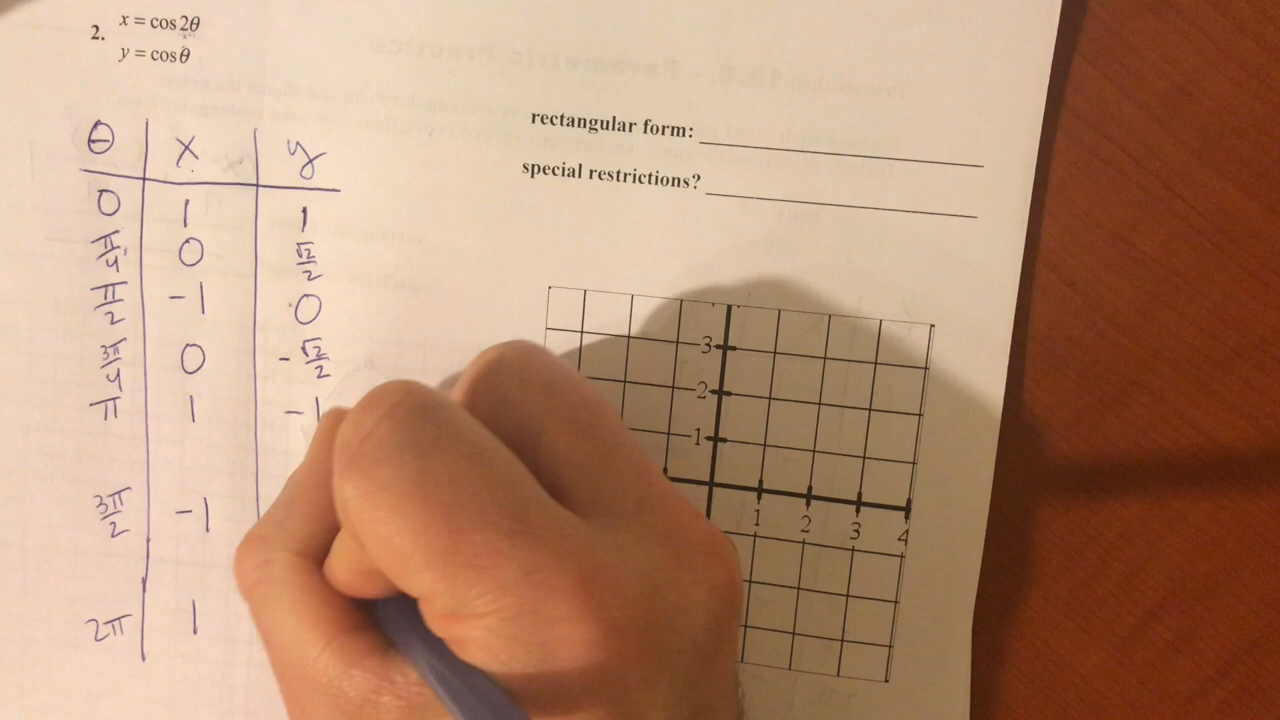 2. x = cos 2θ
y = cos θ
rectangular form:
special restrictions?
θ x y
0 1 1
π/4 0 √2/2
π/2 -1 0
3π/4 0 -√2/2
π 1 -1
3π/2 -1
2π 1
3
2
1
1 2 3 4